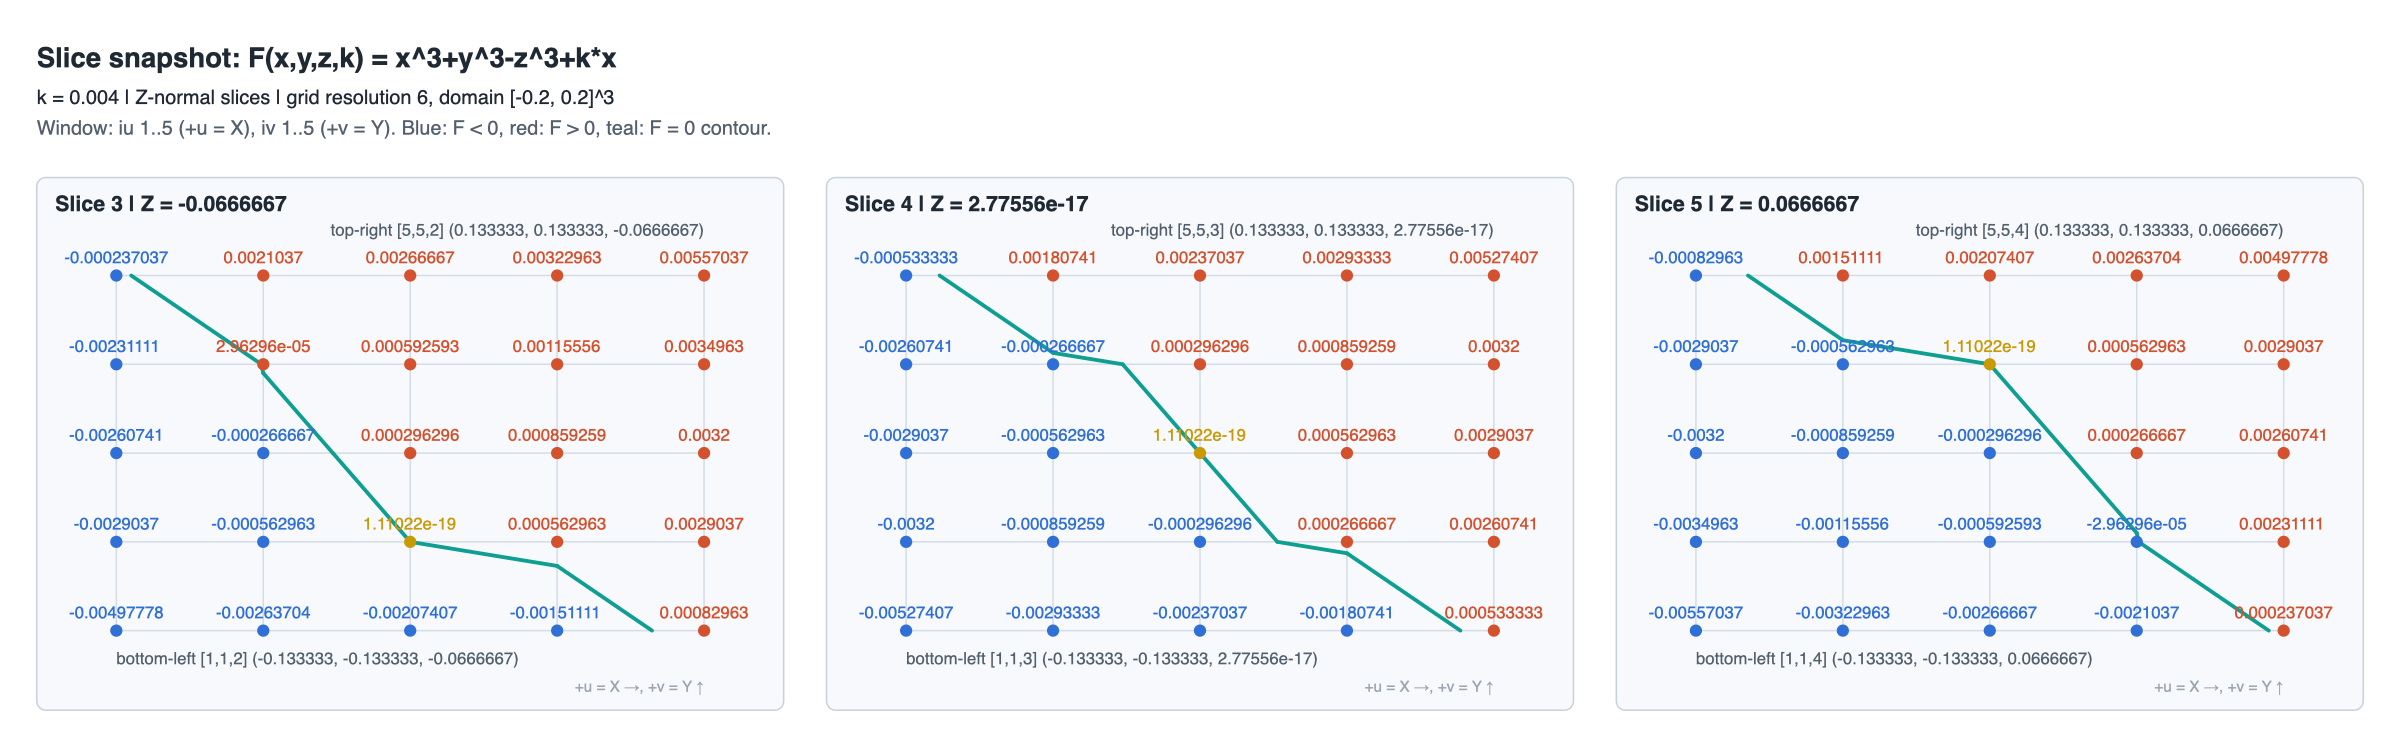 Slice snapshot: F(x,y,z,k) = x^3+y^3-z^3+k*x
k = 0.004 | Z-normal slices | grid resolution 6, domain [-0.2, 0.2]^3
Window: iu 1..5 (+u = X), iv 1..5 (+v = Y). Blue: F < 0, red: F > 0, teal: F = 0 contour.
Slice 3 | Z = -0.0666667
top-right [5,5,2] (0.133333, 0.133333, -0.0666667)
-0.000237037 0.0021037 0.00266667 0.00322963 0.00557037
-0.00231111 2.96296e-05 0.000592593 0.00115556 0.0034963
-0.00260741 -0.000266667 0.000296296 0.000859259 0.0032
-0.0029037 -0.000562963 1.11022e-19 0.000562963 0.0029037
-0.00497778 -0.00263704 -0.00207407 -0.00151111 0.00082963
bottom-left [1,1,2] (-0.133333, -0.133333, -0.0666667)
+u = X →, +v = Y ↑
Slice 4 | Z = 2.77556e-17
top-right [5,5,3] (0.133333, 0.133333, 2.77556e-17)
-0.000533333 0.00180741 0.00237037 0.00293333 0.00527407
-0.00260741 -0.000266667 0.000296296 0.000859259 0.0032
-0.0029037 -0.000562963 1.11022e-19 0.000562963 0.0029037
-0.0032 -0.000859259 -0.000296296 0.000266667 0.00260741
-0.00527407 -0.00293333 -0.00237037 -0.00180741 0.000533333
bottom-left [1,1,3] (-0.133333, -0.133333, 2.77556e-17)
+u = X →, +v = Y ↑
Slice 5 | Z = 0.0666667
top-right [5,5,4] (0.133333, 0.133333, 0.0666667)
-0.00082963 0.00151111 0.00207407 0.00263704 0.00497778
-0.0029037 -0.000562963 1.11022e-19 0.000562963 0.0029037
-0.0032 -0.000859259 -0.000296296 0.000266667 0.00260741
-0.0034963 -0.00115556 -0.000592593 -2.96296e-05 0.00231111
-0.00557037 -0.00322963 -0.00266667 -0.0021037 0.000237037
bottom-left [1,1,4] (-0.133333, -0.133333, 0.0666667)
+u = X →, +v = Y ↑